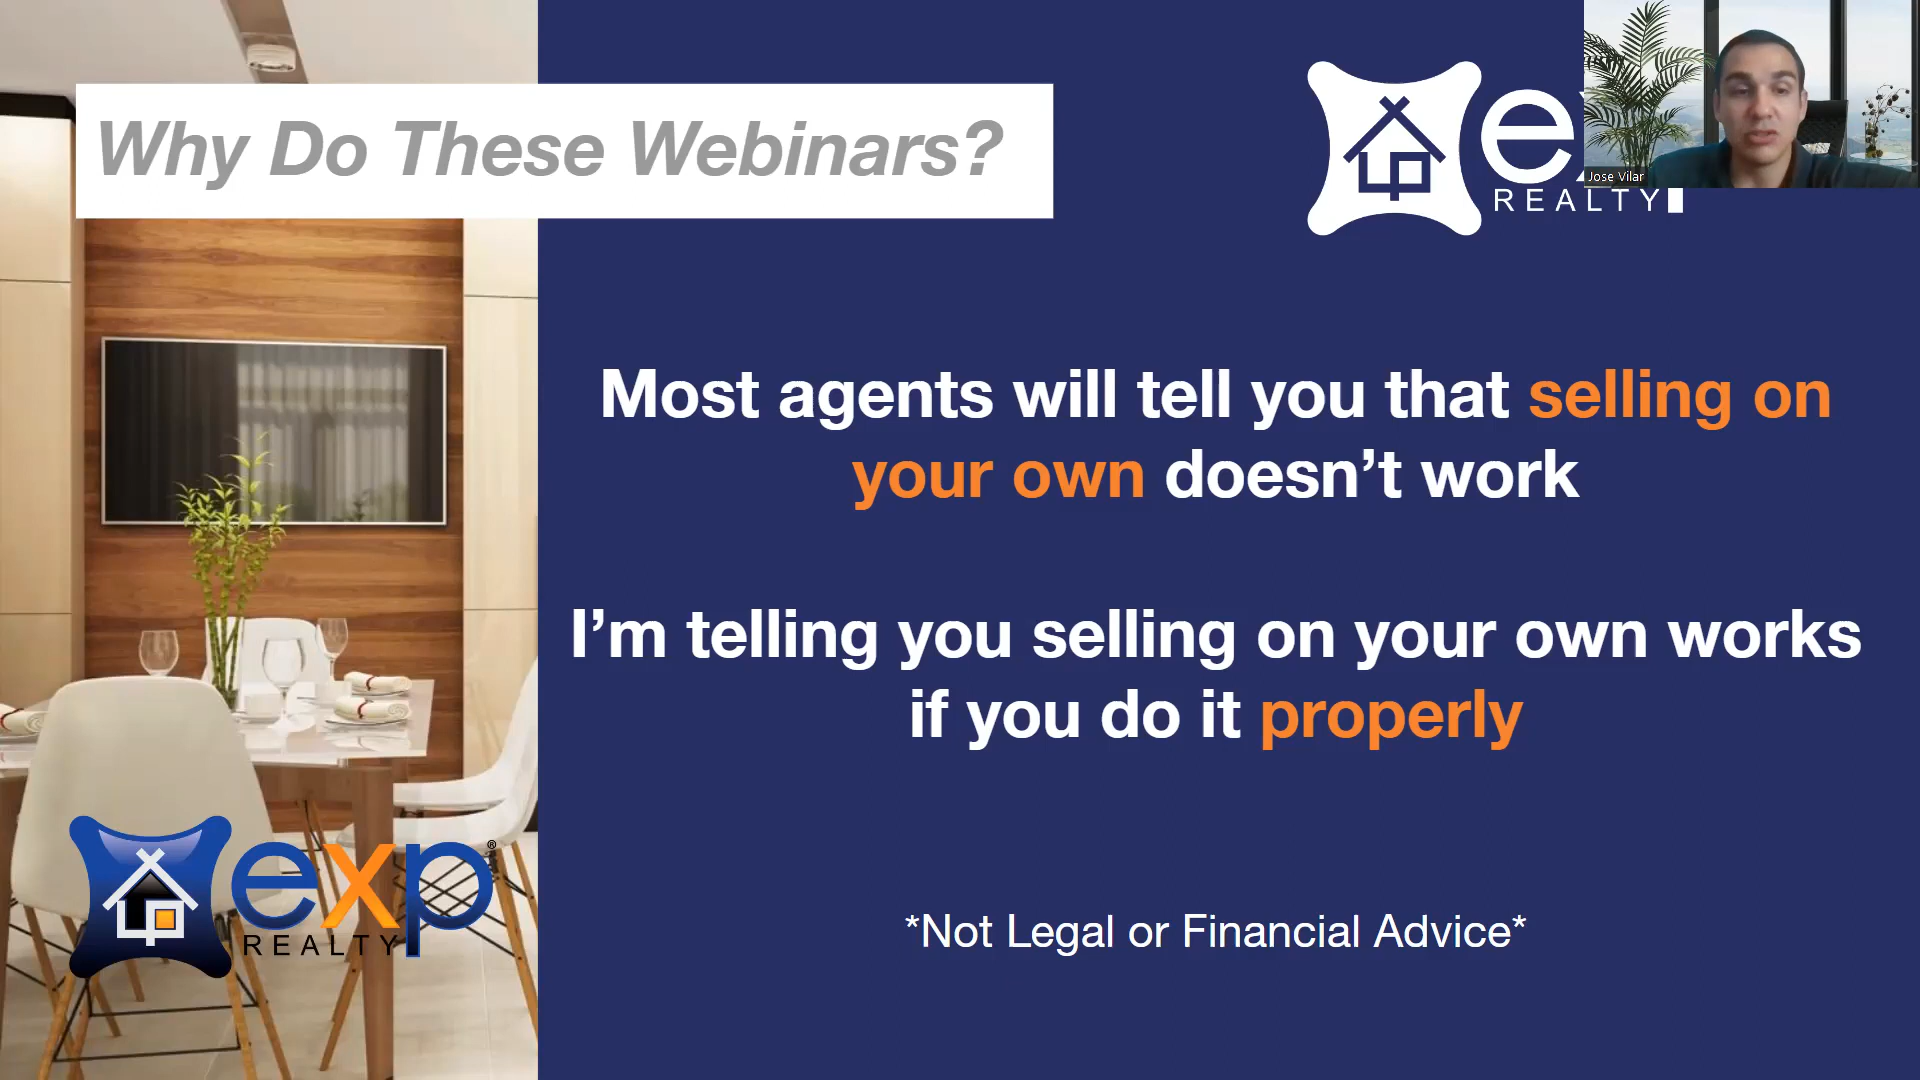 Why Do These Webinars?
e
REALTY
Jose Vilar
Most agents will tell you that selling on
your own doesn’t work
I’m telling you selling on your own works
if you do it properly
exp®
REALTY
*Not Legal or Financial Advice*